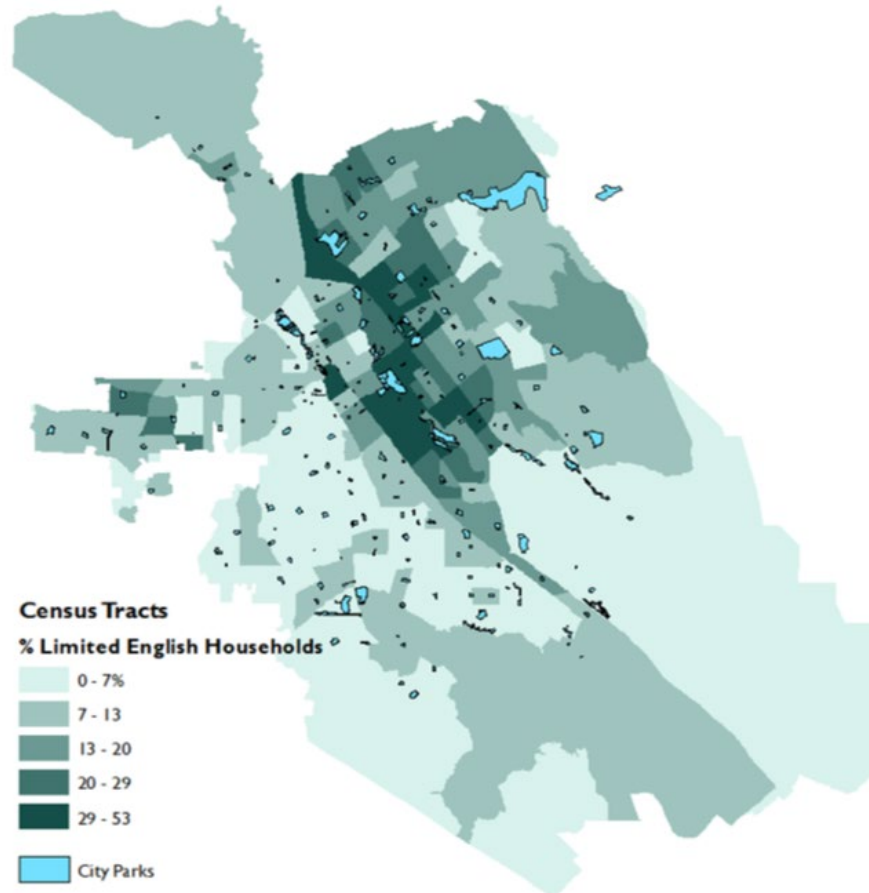 Census Tracts
% Limited English Households
0 - 7%
7 - 13
13 - 20
20 - 29
29 - 53
City Parks